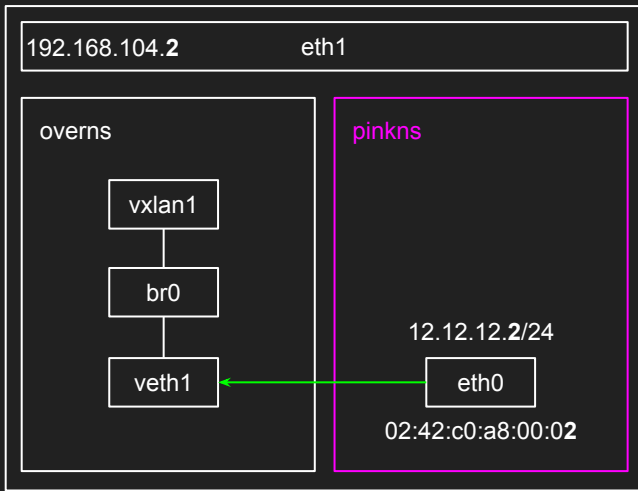 192.168.104.2 eth1
overns
pinkns
vxlan1
br0
12.12.12.2/24
veth1
eth0
02:42:c0:a8:00:02